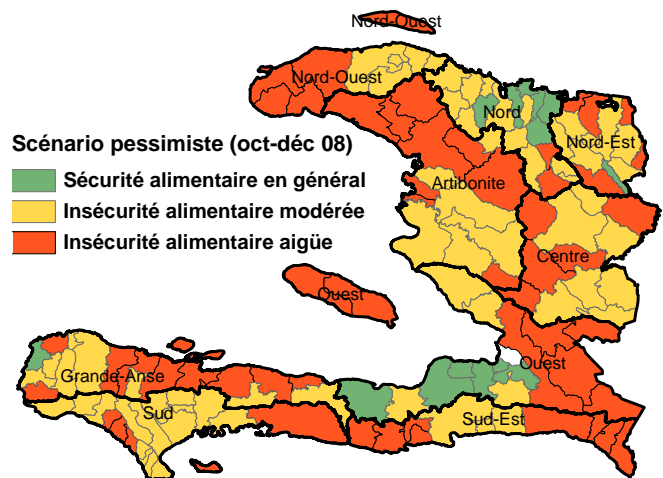 Nord-Ouest
Nord-Ouest
Nord
Nord-Est
Scénario pessimiste (oct-déc 08)
Sécurité alimentaire en général
Insécurité alimentaire modérée
Insécurité alimentaire aigüe
Artibonite
Centre
Ouest
Ouest
Grande-Anse
Sud
Sud-Est